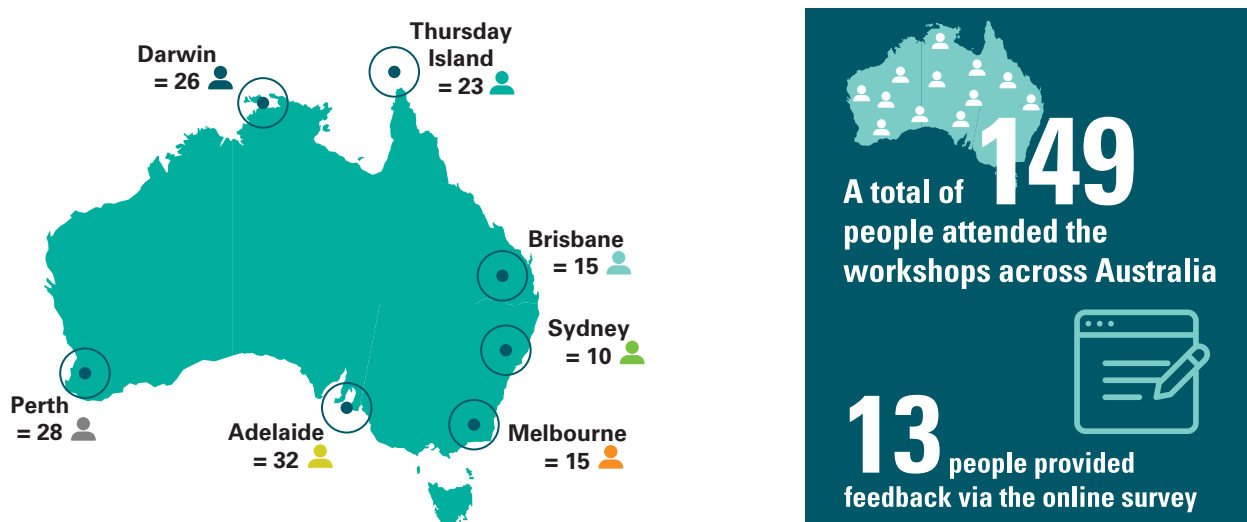 Darwin
= 26
Thursday
Island
= 23
Brisbane
= 15
Sydney
= 10
Perth
= 28
Adelaide
= 32
Melbourne
= 15
A total of 149
people attended the
workshops across Australia
13 people provided
feedback via the online survey